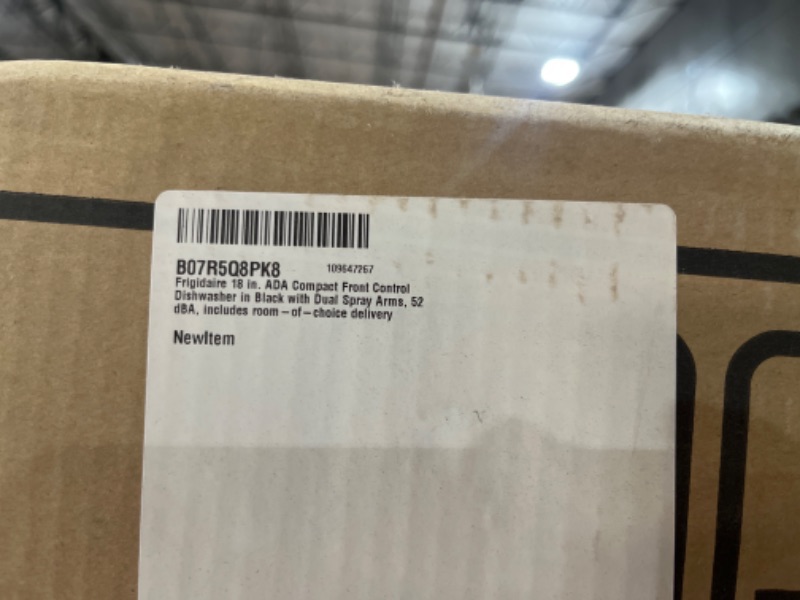 B07R5Q8PK8 109647267
Frigidaire 18 in. ADA Compact Front Control
Dishwasher in Black with Dual Spray Arms, 52
dBA, includes room-of-choice delivery
NewItem